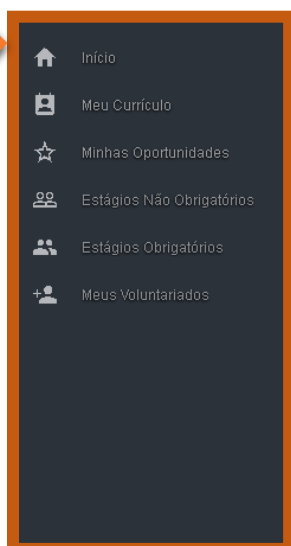 Início
Meu Currículo
Minhas Oportunidades
Estágios Não Obrigatórios
Estágios Obrigatórios
Meus Voluntariados